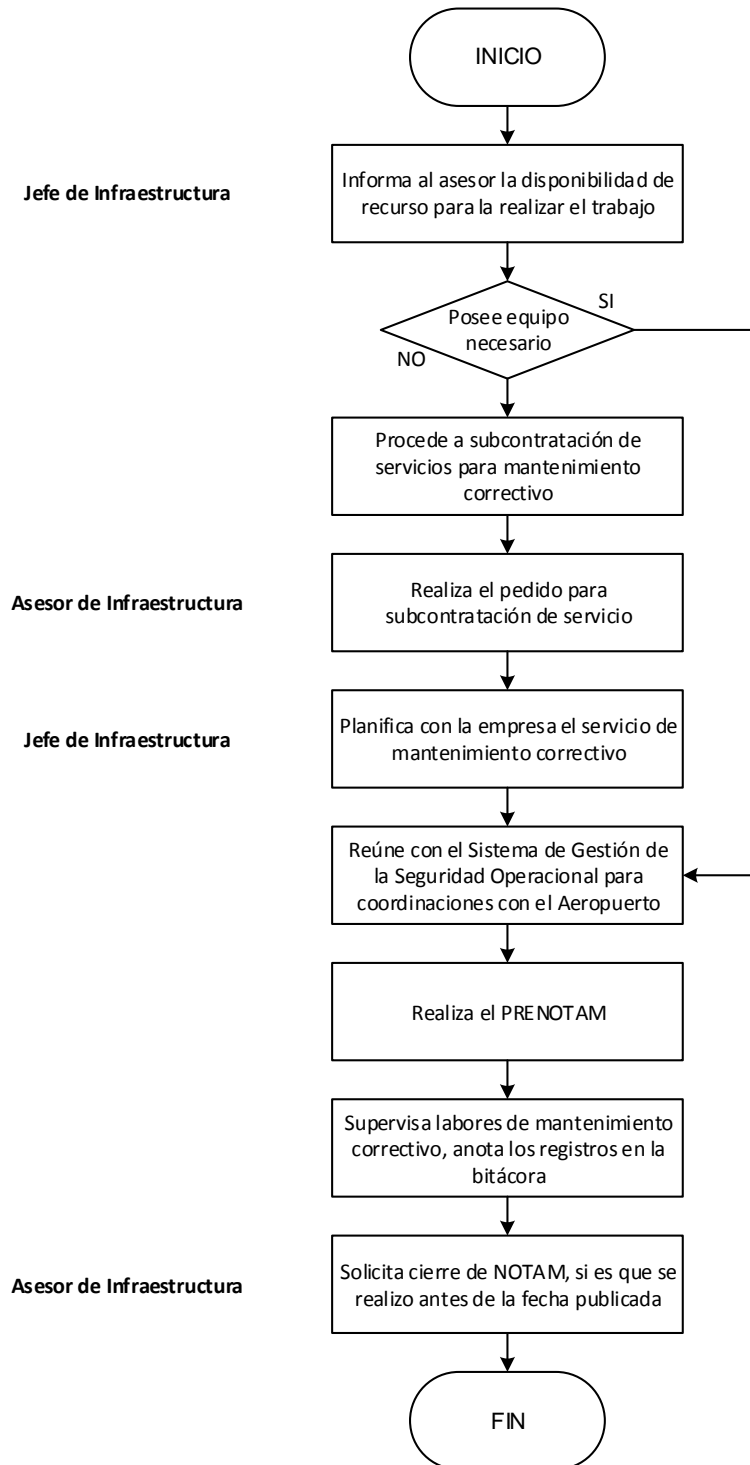 INICIO
Jefe de Infraestructura
Informa al asesor la disponibilidad de
recurso para la realizar el trabajo
SI
Posee equipo
necesario
NO
Procede a subcontratación de
servicios para mantenimiento
correctivo
Asesor de Infraestructura
Realiza el pedido para
subcontratación de servicio
Jefe de Infraestructura
Planifica con la empresa el servicio de
mantenimiento correctivo
Reúne con el Sistema de Gestión de
la Seguridad Operacional para
coordinaciones con el Aeropuerto
Realiza el PRENOTAM
Supervisa labores de mantenimiento
correctivo, anota los registros en la
bitácora
Asesor de Infraestructura
Solicita cierre de NOTAM, si es que se
realizo antes de la fecha publicada
FIN